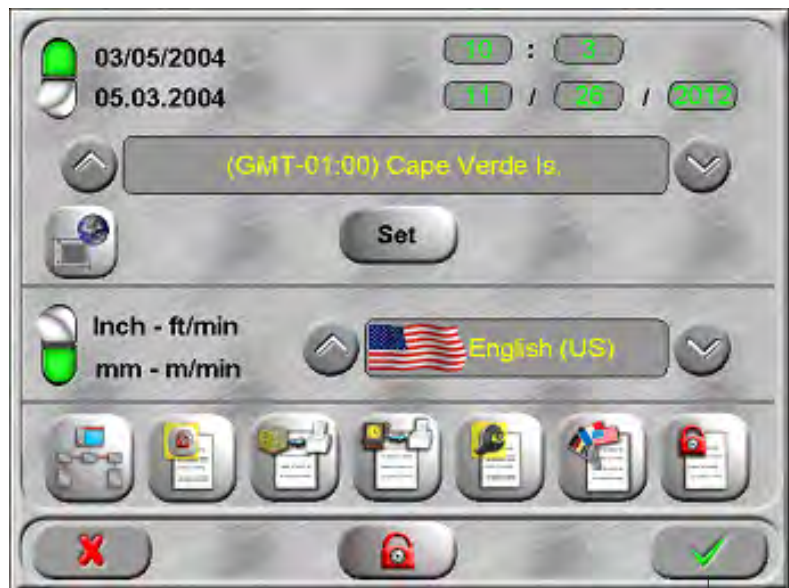 03/05/2004
10 : 3
05.03.2004
11 / 28 / 2012
(GMT-01:00) Cape Verde Is.
Set
Inch - ft/min
English (US)
mm - m/min